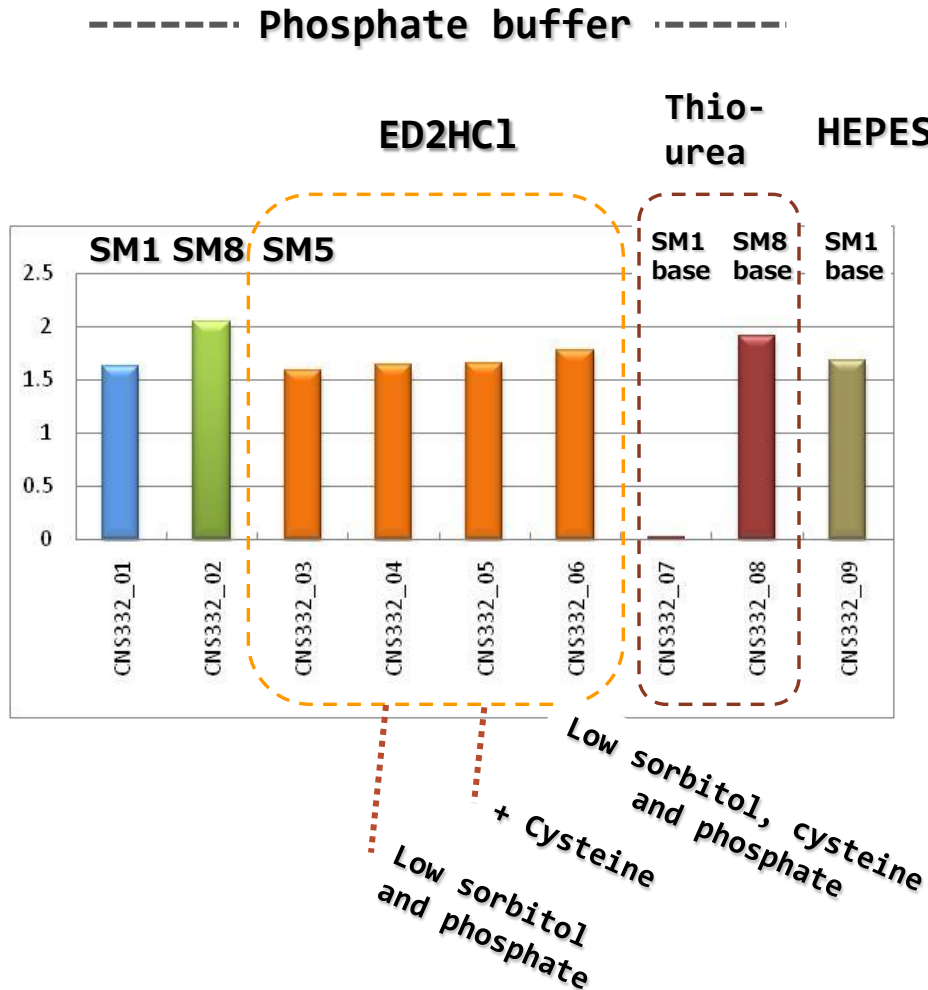 Phosphate buffer
ED2HCl
Thio-
urea
HEPES
SM1 SM8 SM5
SM1
base
SM8
base
SM1
base
2.5
2
1.5
1
0.5
0
CNS332_01
CNS332_02
CNS332_03
CNS332_04
CNS332_05
CNS332_06
CNS332_07
CNS332_08
CNS332_09
Low sorbitol
and phosphate
+ Cysteine
Low sorbitol, cysteine
and phosphate